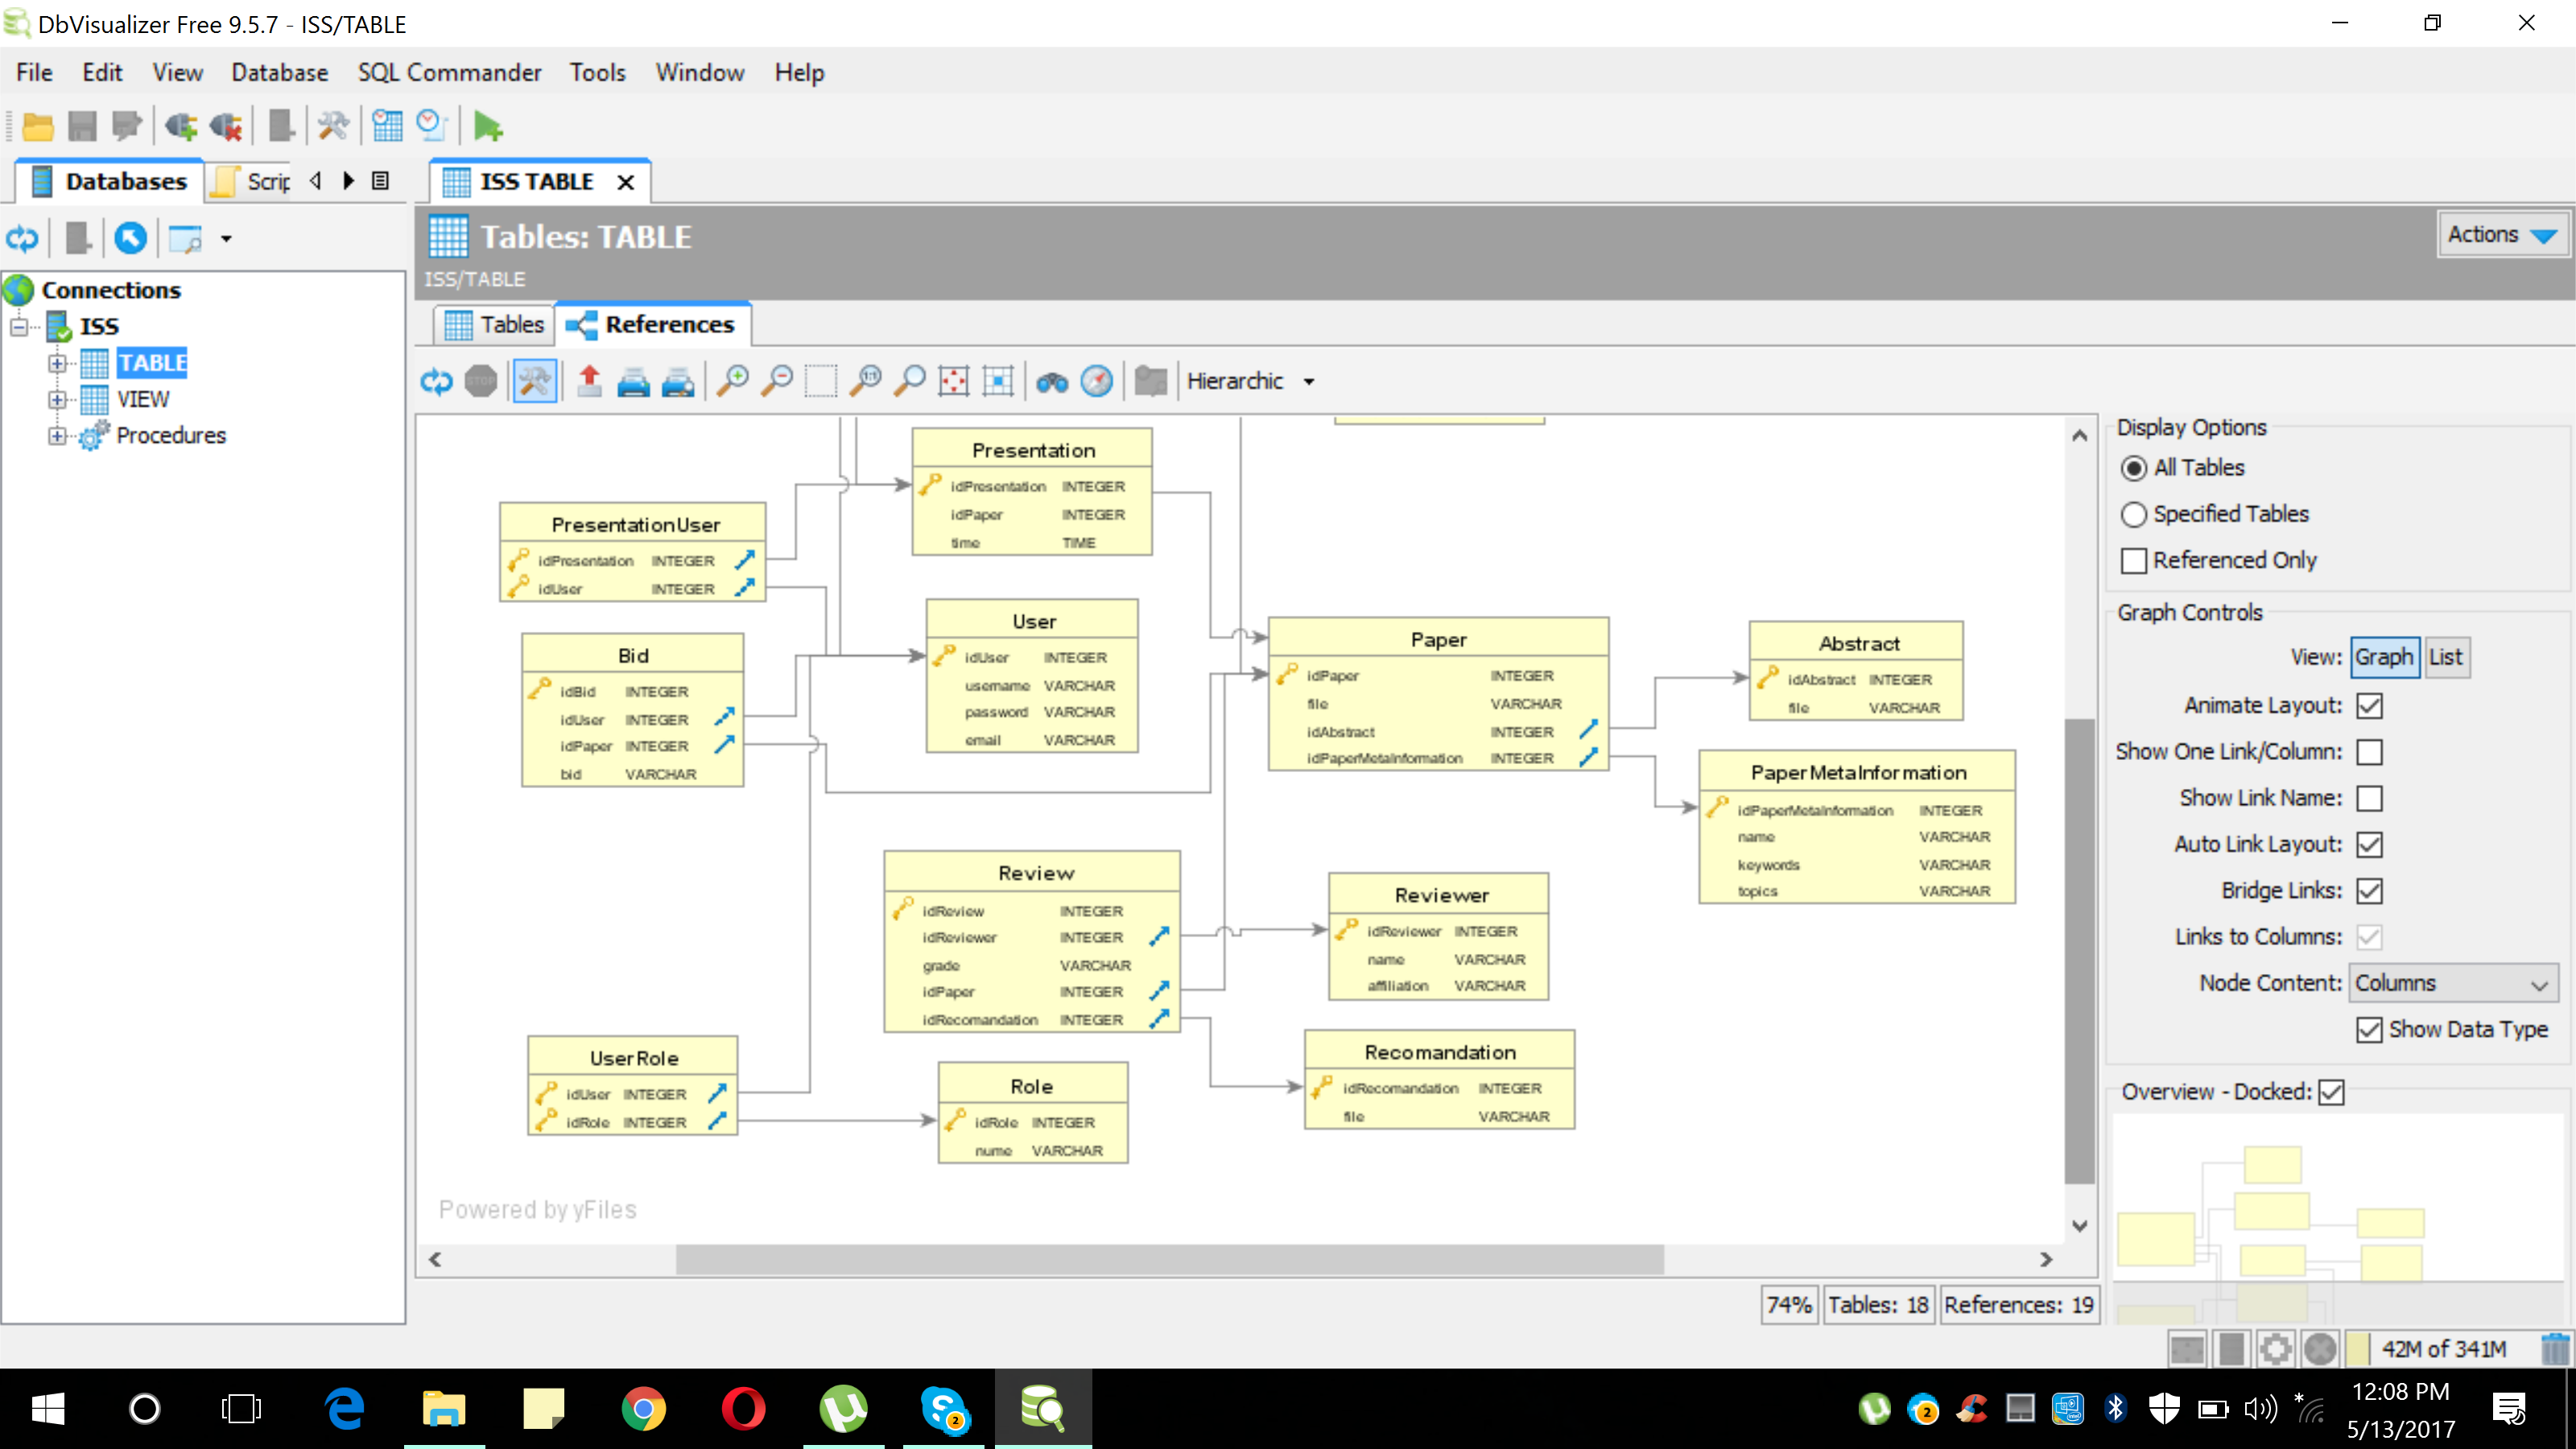 DbVisualizer Free 9.5.7 - ISS/TABLE
File Edit View Database SQL Commander Tools Window Help
Databases Scrip ISS TABLE
Tables: TABLE
Actions
ISS/TABLE
Connections
ISS
TABLE
VIEW
Procedures
Tables References
STOP 1:1 Hierarchic
Presentation
idPresentation INTEGER
idPaper INTEGER
time TIME
PresentationUser
idPresentation INTEGER
idUser INTEGER
User
idUser INTEGER
username VARCHAR
password VARCHAR
email VARCHAR
Bid
idBid INTEGER
idUser INTEGER
idPaper INTEGER
bid VARCHAR
Paper
idPaper INTEGER
file VARCHAR
idAbstract INTEGER
idPaperMetaInformation INTEGER
Abstract
idAbstract INTEGER
file VARCHAR
PaperMetaInformation
idPaperMetaInformation INTEGER
name VARCHAR
keywords VARCHAR
topics VARCHAR
Review
idReview INTEGER
idReviewer INTEGER
grade VARCHAR
idPaper INTEGER
idRecomandation INTEGER
Reviewer
idReviewer INTEGER
name VARCHAR
affiliation VARCHAR
Recomandation
idRecomandation INTEGER
file VARCHAR
UserRole
idUser INTEGER
idRole INTEGER
Role
idRole INTEGER
nume VARCHAR
Powered by yFiles
Display Options
All Tables
Specified Tables
Referenced Only
Graph Controls
View: Graph List
Animate Layout:
Show One Link/Column:
Show Link Name:
Auto Link Layout:
Bridge Links:
Links to Columns:
Node Content: Columns
Show Data Type
Overview - Docked:
74% Tables: 18 References: 19
42M of 341M
2
2
12:08 PM
5/13/2017